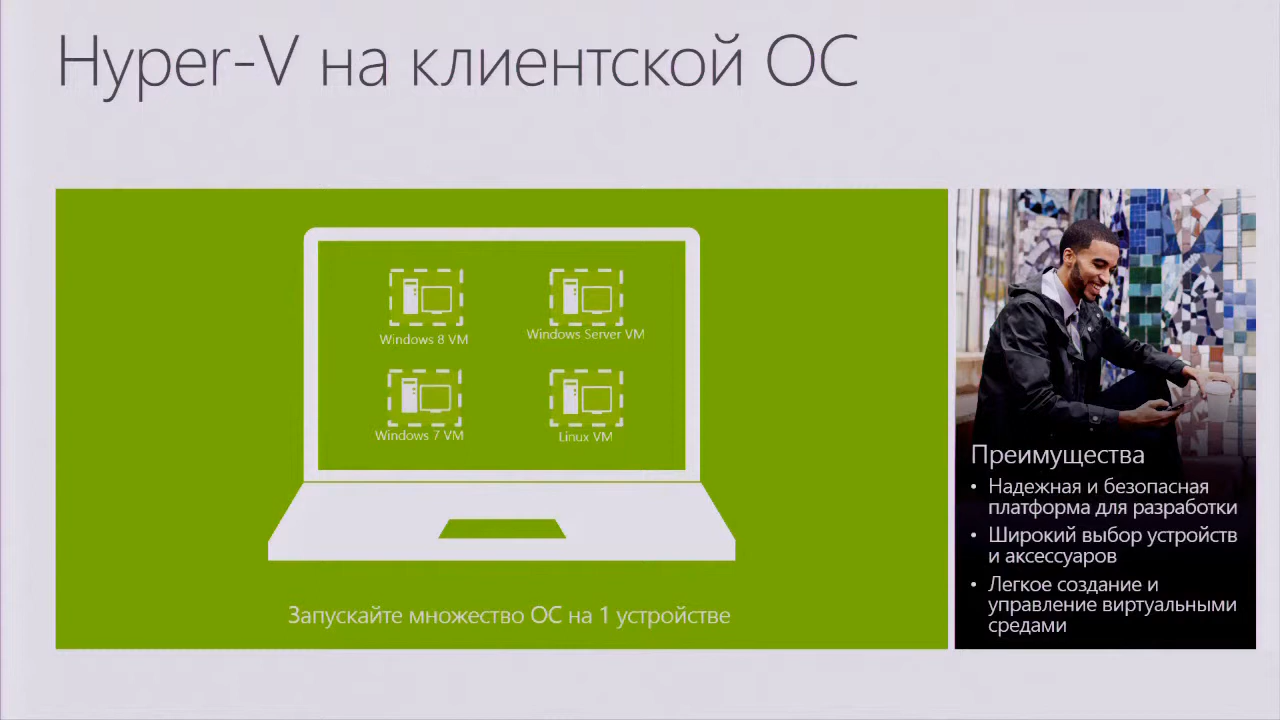 Hyper-V на клиентской ОС
Windows 8 VM
Windows Server VM
Windows 7 VM
Linux VM
Запускайте множество ОС на 1 устройстве
Преимущества
• Надежная и безопасная
платформа для разработки
• Широкий выбор устройств
и аксессуаров
• Легкое создание и
управление виртуальными
средами